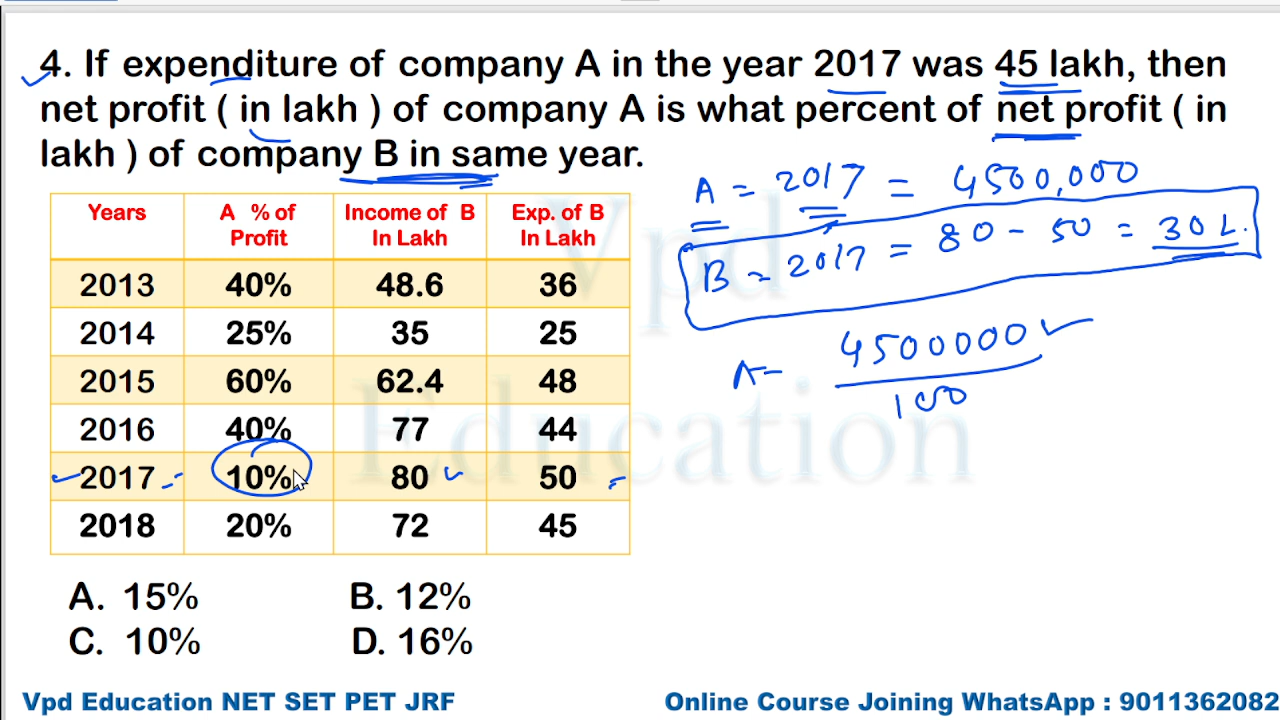 4. If expenditure of company A in the year 2017 was 45 lakh, then
net profit ( in lakh ) of company A is what percent of net profit ( in
lakh ) of company B in same year.
A = 2017 = 4500,000
B = 2017 = 80 - 50 = 30 L.
A = 4500000
100
Years A % of Profit Income of B In Lakh Exp. of B In Lakh
2013 40% 48.6 36
2014 25% 35 25
2015 60% 62.4 48
2016 40% 77 44
2017 10% 80 50
2018 20% 72 45
A. 15% B. 12%
C. 10% D. 16%
Vpd
Education
Vpd Education NET SET PET JRF Online Course Joining WhatsApp : 9011362082